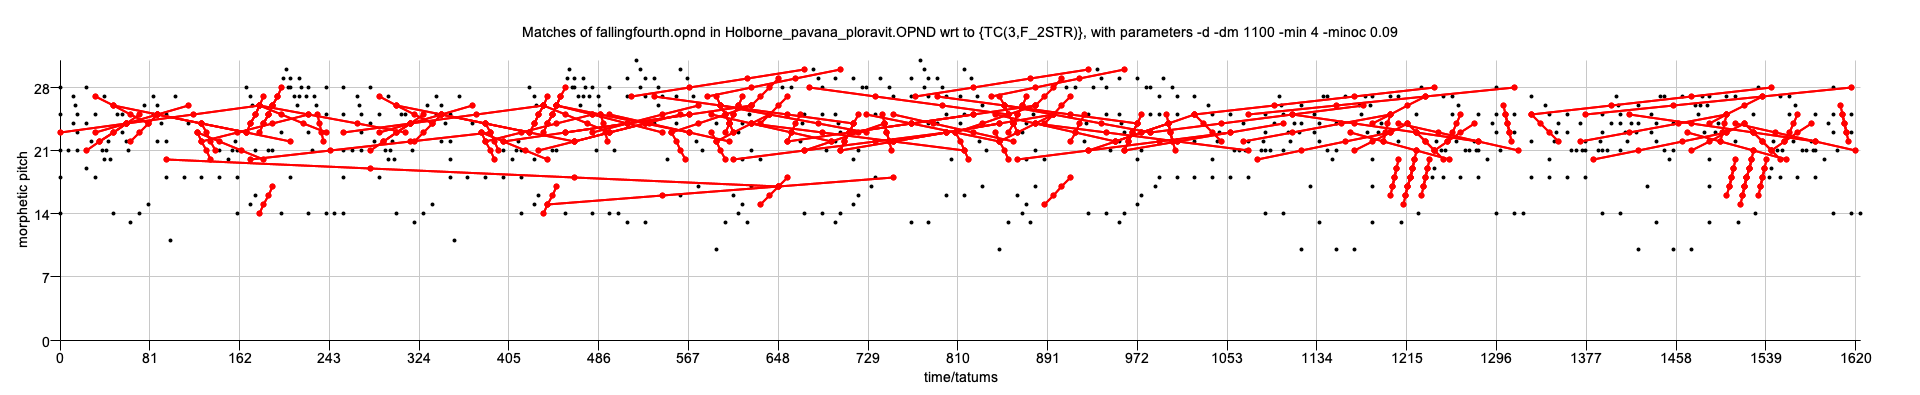 Matches of fallingfourth.opnd in Holborne_pavana_ploravit.OPND wrt to {TC(3,F_2STR)}, with parameters -d -dm 1100 -min 4 -minoc 0.09
morphetic pitch
28
21
14
7
0
0 81 162 243 324 405 486 567 648 729 810 891 972 1053 1134 1215 1296 1377 1458 1539 1620
time/tatums